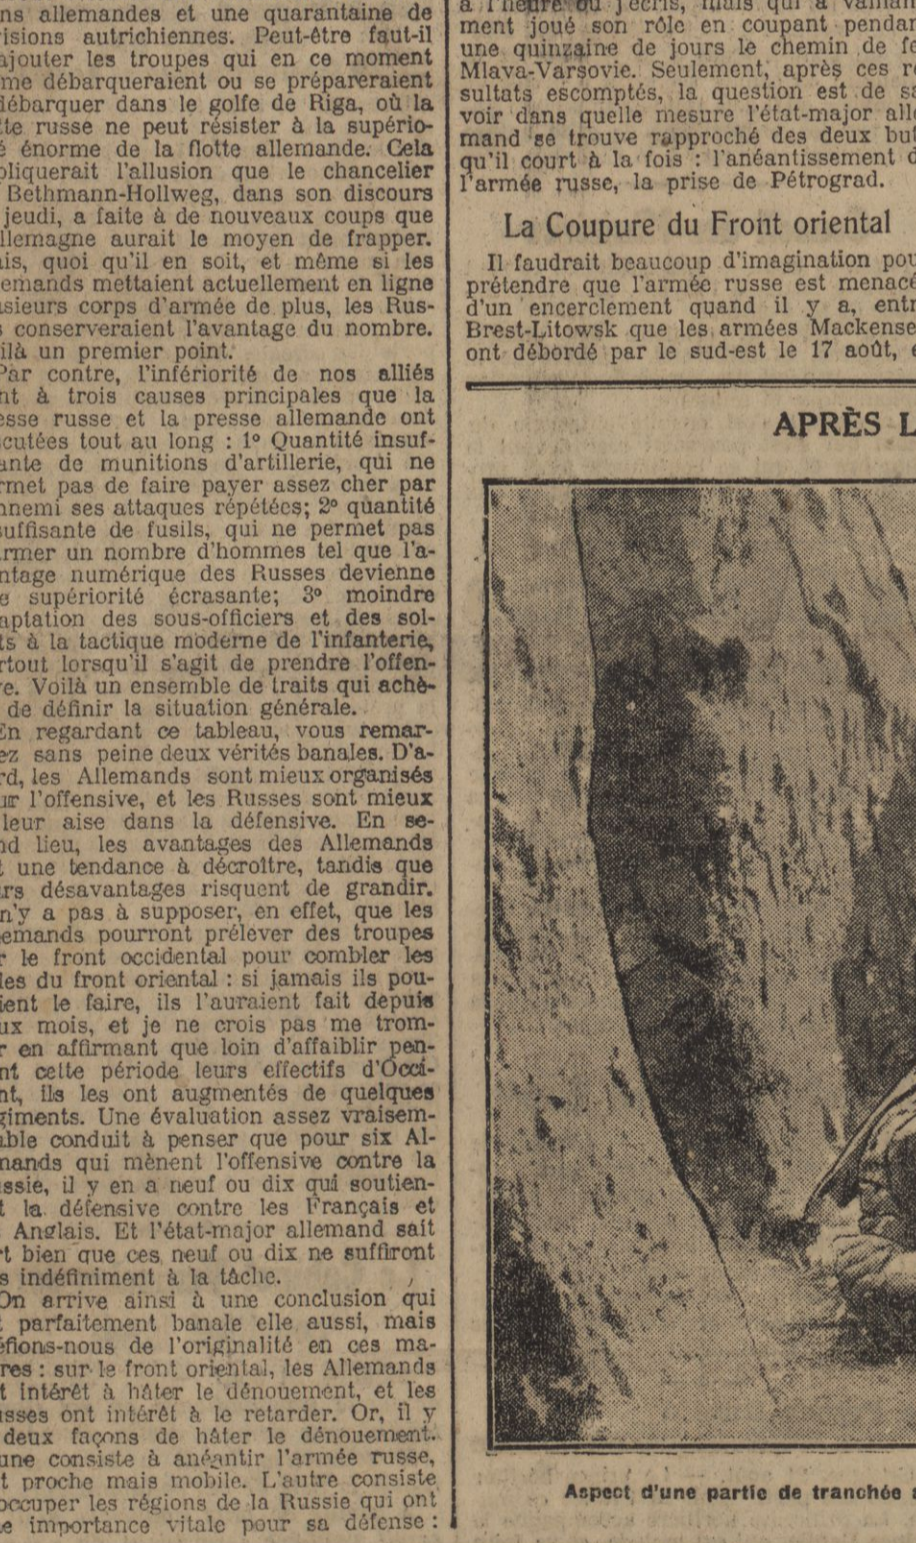 ns allemandes et une quarantaine de
isions autrichiennes. Peut-être faut-il
ajouter les troupes qui en ce moment
me débarqueraient ou se prépareraient
débarquer dans le golfe de Riga, où la
te russe ne peut résister à la supério-
é énorme de la flotte allemande. Cela
pliquerait l'allusion que le chancelier
Bethmann-Hollweg, dans son discours
jeudi, a faite à de nouveaux coups que
llemagne aurait le moyen de frapper.
is, quoi qu'il en soit, et même si les
emands mettaient actuellement en ligne
usieurs corps d'armée de plus, les Rus-
s conserveraient l'avantage du nombre.
ilà un premier point.
Par contre, l'infériorité de nos alliés
nt à trois causes principales que la
esse russe et la presse allemande ont
cutées tout au long : 1° Quantité insuf-
ante de munitions d'artillerie, qui ne
rmet pas de faire payer assez cher par
nnemi ses attaques répétées; 2° quantité
suffisante de fusils, qui ne permet pas
rmer un nombre d'hommes tel que l'a-
ntage numérique des Russes devienne
e supériorité écrasante; 3° moindre
aptation des sous-officiers et des sol-
ts à la tactique moderne de l'infanterie,
rtout lorsqu'il s'agit de prendre l'offen-
e. Voilà un ensemble de traits qui achè-
de définir la situation générale.
En regardant ce tableau, vous remar-
ez sans peine deux vérités banales. D'a-
rd, les Allemands sont mieux organisés
ur l'offensive, et les Russes sont mieux
leur aise dans la défensive. En se-
nd lieu, les avantages des Allemands
t une tendance à décroître, tandis que
rs désavantages risquent de grandir.
n'y a pas à supposer, en effet, que les
emands pourront prélever des troupes
r le front occidental pour combler les
les du front oriental : si jamais ils pou-
ient le faire, ils l'auraient fait depuis
ux mois, et je ne crois pas me trom-
r en affirmant que loin d'affaiblir pen-
nt cette période leurs effectifs d'Occi-
nt, ils les ont augmentés de quelques
giments. Une évaluation assez vraisem-
able conduit à penser que pour six Al-
mands qui mènent l'offensive contre la
ssie, il y en a neuf ou dix qui soutien-
t la défensive contre les Français et
Anglais. Et l'état-major allemand sait
rt bien que ces neuf ou dix ne suffiront
s indéfiniment à la tâche.
On arrive ainsi à une conclusion qui
t parfaitement banale elle aussi, mais
éfions-nous de l'originalité en ces ma-
res : sur le front oriental, les Allemands
t intérêt à hâter le dénouement, et les
usses ont intérêt à le retarder. Or, il y
deux façons de hâter le dénouement.
une consiste à anéantir l'armée russe,
t proche mais mobile. L'autre consiste
occuper les régions de la Russie qui ont
e importance vitale pour sa défense :
à l'heure où j'écris, mais qui a vaillam
ment joué son rôle en coupant pendar
une quinzaine de jours le chemin de fe
Mlava-Varsovie. Seulement, après ces ré
sultats escomptés, la question est de sa
voir dans quelle mesure l'état-major alle
mand se trouve rapproché des deux but
qu'il court à la fois : l'anéantissement d
l'armée russe, la prise de Pétrograd.
La Coupure du Front oriental
Il faudrait beaucoup d'imagination pou
prétendre que l'armée russe est menacé
d'un encerclement quand il y a, entr
Brest-Litowsk que les armées Mackense
ont débordé par le sud-est le 17 août, e
APRÈS L
Aspect d'une partie de tranchée a